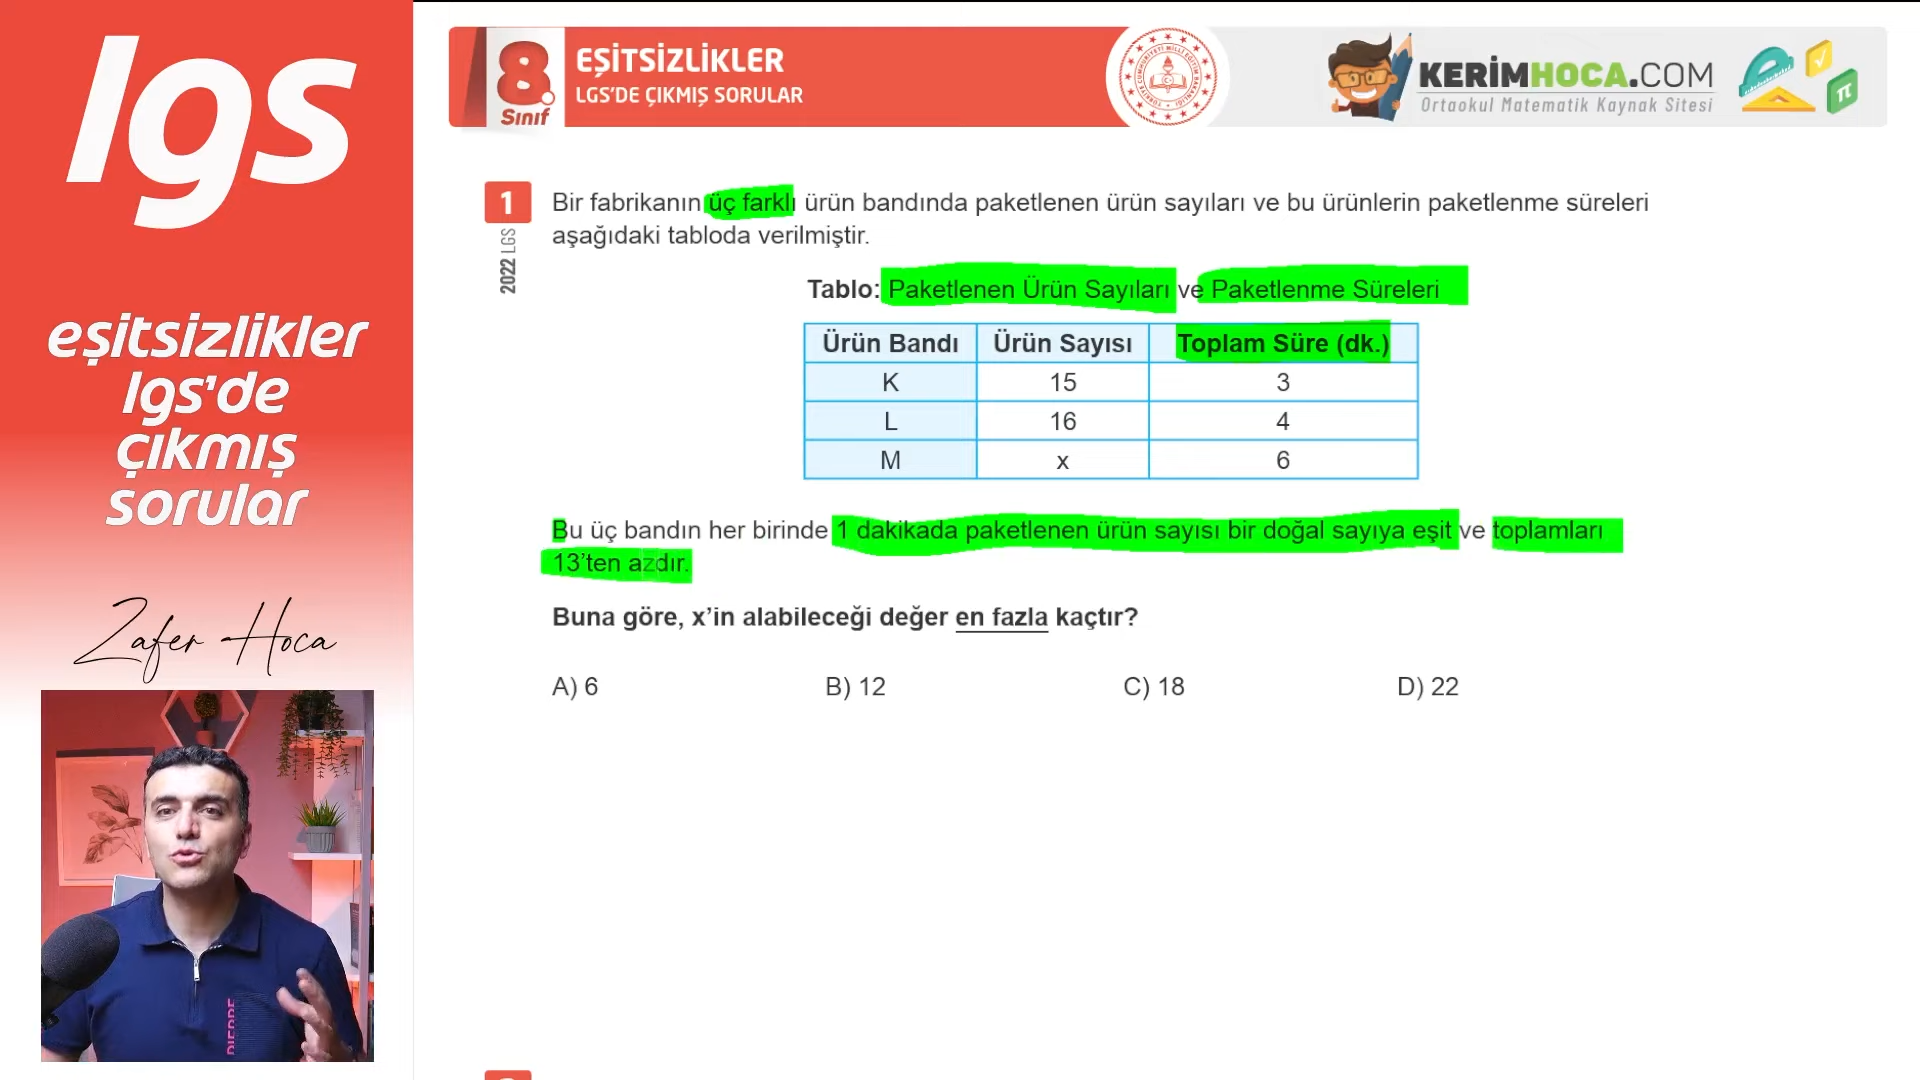 lgs
eşitsizlikler
lgs'de
çıkmış
sorular
Zafer Hoca
8.
Sınıf
EŞİTSİZLİKLER
LGS'DE ÇIKMIŞ SORULAR
KERİMHOCA.COM
Ortaokul Matematik Kaynak Sitesi
π
1
2022 LGS
Bir fabrikanın üç farklı ürün bandında paketlenen ürün sayıları ve bu ürünlerin paketlenme süreleri
aşağıdaki tabloda verilmiştir.
Tablo: Paketlenen Ürün Sayıları ve Paketlenme Süreleri
Ürün Bandı Ürün Sayısı Toplam Süre (dk.)
K 15 3
L 16 4
M x 6
Bu üç bandın her birinde 1 dakikada paketlenen ürün sayısı bir doğal sayıya eşit ve toplamları
13'ten azdır.
Buna göre, x'in alabileceği değer en fazla kaçtır?
A) 6 B) 12 C) 18 D) 22